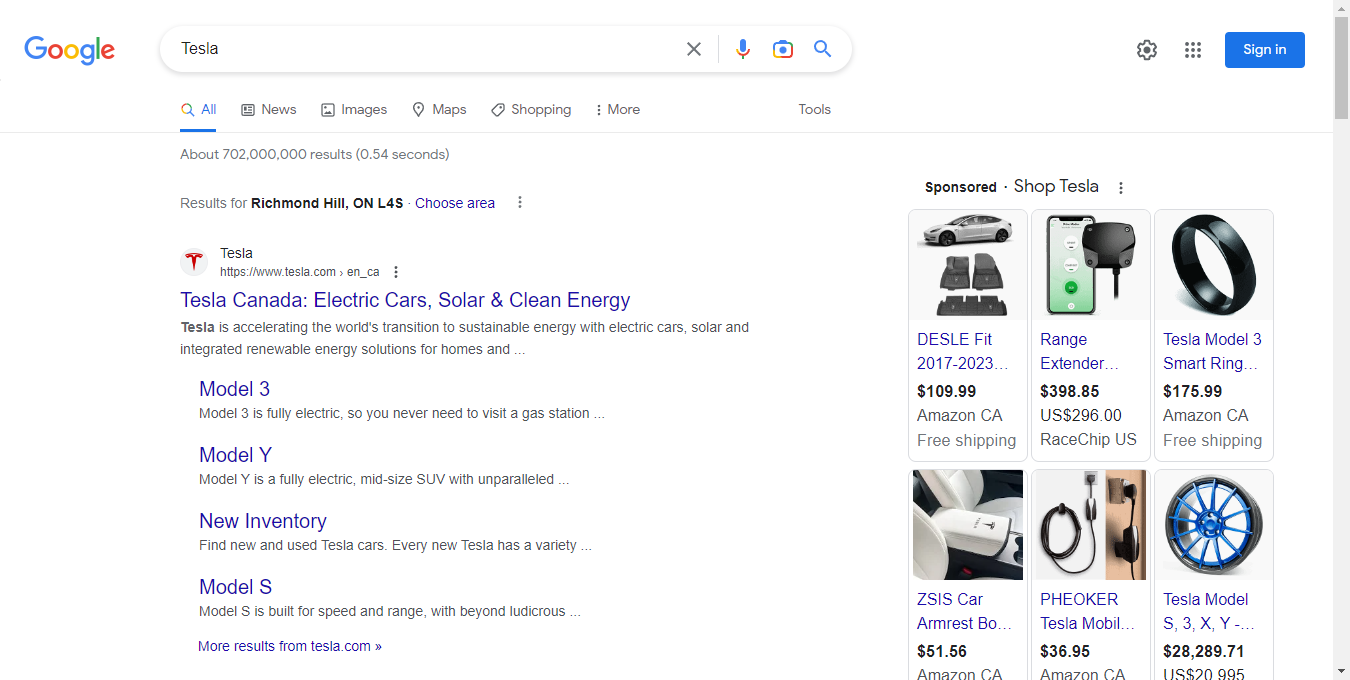 Google
Tesla
Sign in
All
News
Images
Maps
Shopping
More
Tools
About 702,000,000 results (0.54 seconds)
Results for Richmond Hill, ON L4S · Choose area
Tesla
https://www.tesla.com › en_ca
Tesla Canada: Electric Cars, Solar & Clean Energy
Tesla is accelerating the world's transition to sustainable energy with electric cars, solar and
integrated renewable energy solutions for homes and ...
Model 3
Model 3 is fully electric, so you never need to visit a gas station ...
Model Y
Model Y is a fully electric, mid-size SUV with unparalleled ...
New Inventory
Find new and used Tesla cars. Every new Tesla has a variety ...
Model S
Model S is built for speed and range, with beyond ludicrous ...
More results from tesla.com »
Sponsored · Shop Tesla
DESLE Fit
2017-2023...
$109.99
Amazon CA
Free shipping
Range
Extender...
$398.85
US$296.00
RaceChip US
Tesla Model 3
Smart Ring...
$175.99
Amazon CA
Free shipping
ZSIS Car
Armrest Bo...
$51.56
Amazon CA
PHEOKER
Tesla Mobil...
$36.95
Amazon CA
Tesla Model
S, 3, X, Y -...
$28,289.71
US$20,995